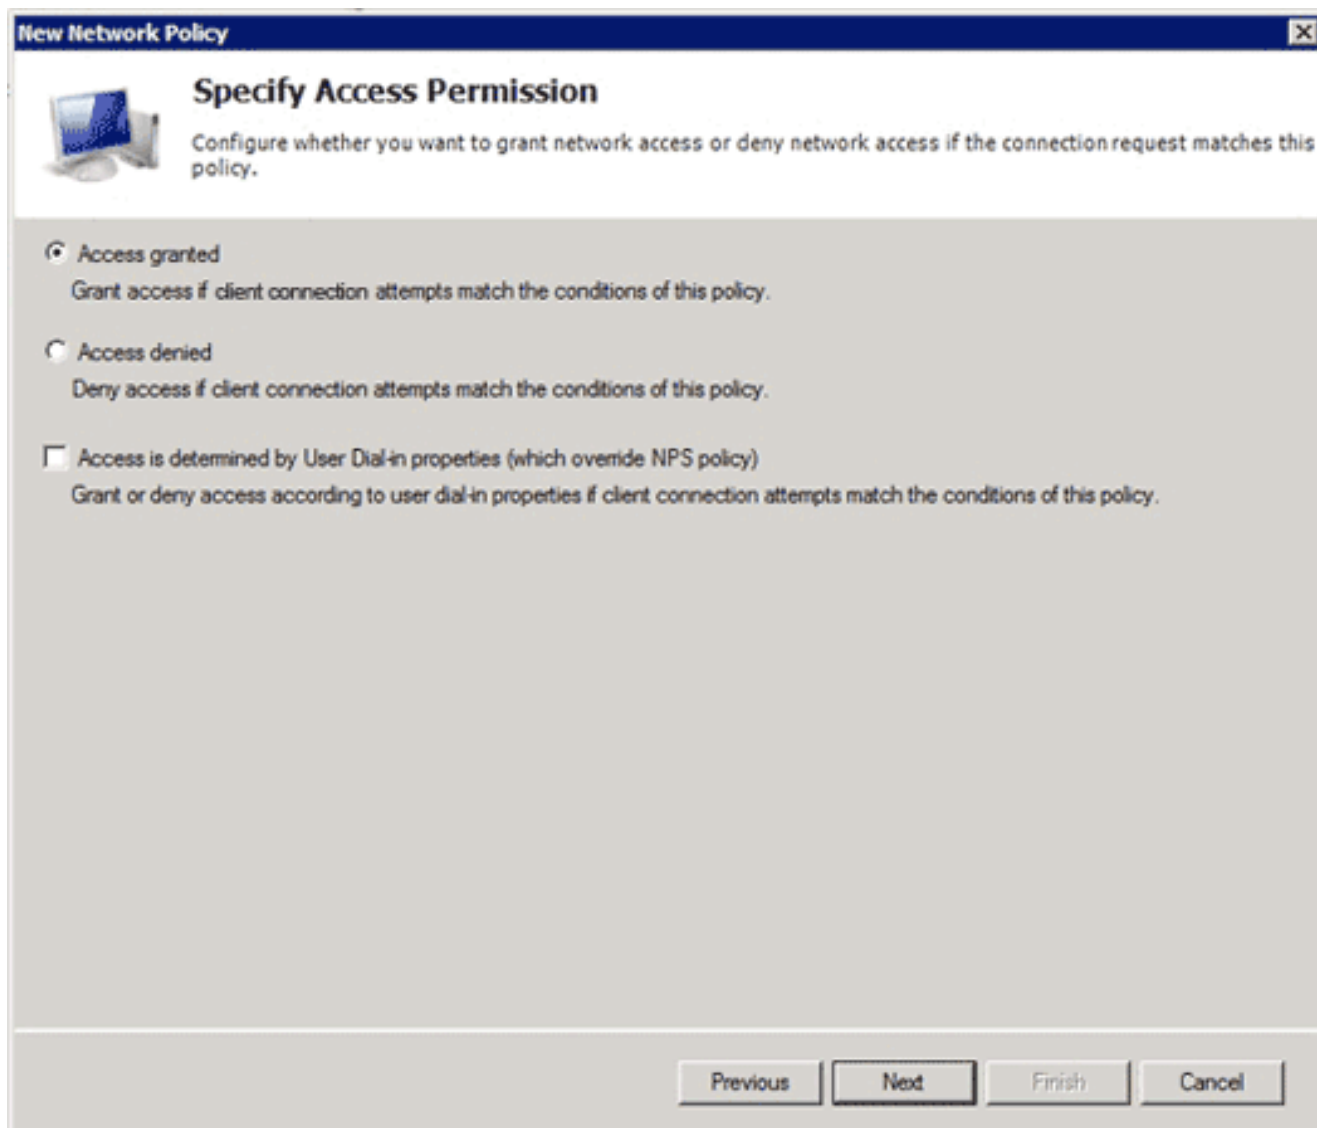 New Network Policy
Specify Access Permission
Configure whether you want to grant network access or deny network access if the connection request matches this
policy.
Access granted
Grant access if client connection attempts match the conditions of this policy.
Access denied
Deny access if client connection attempts match the conditions of this policy.
Access is determined by User Dial-in properties (which override NPS policy)
Grant or deny access according to user dial-in properties if client connection attempts match the conditions of this policy.
Previous Next Finish Cancel